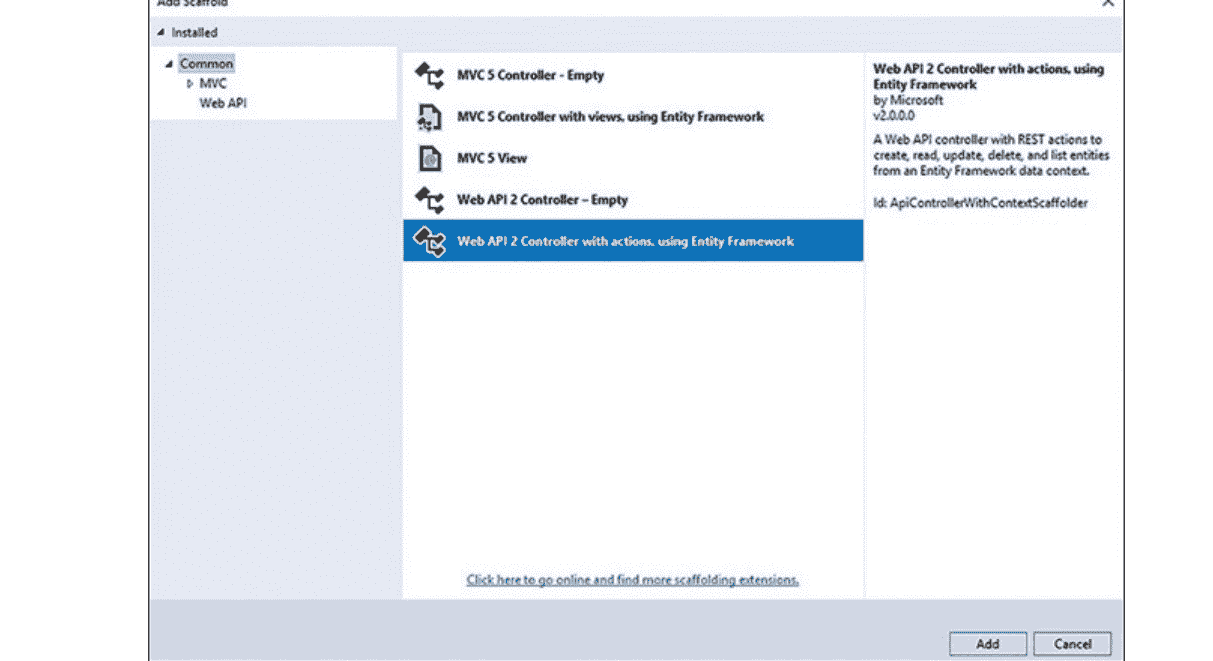 Add Scaffold
Installed
Common
MVC
Web API
MVC 5 Controller - Empty
MVC 5 Controller with views, using Entity Framework
MVC 5 View
Web API 2 Controller – Empty
Web API 2 Controller with actions, using Entity Framework
Click here to go online and find more scaffolding extensions.
Web API 2 Controller with actions, using
Entity Framework
by Microsoft
v2.0.0.0
A Web API controller with REST actions to
create, read, update, delete, and list entities
from an Entity Framework data context.
Id: ApiControllerWithContextScaffolder
Add
Cancel